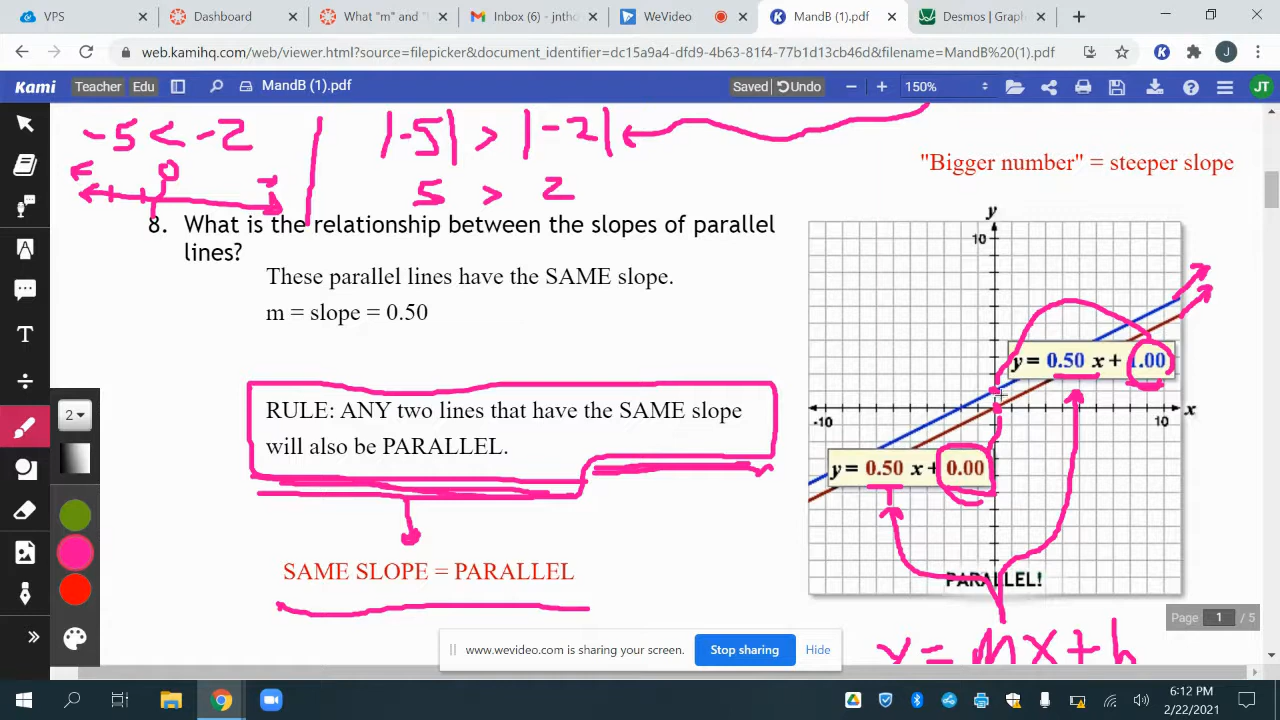 VPS
Dashboard
What "m" and "
Inbox (6) - jntho
WeVideo
MandB (1).pdf
Desmos | Graph
web.kamihq.com/web/viewer.html?source=filepicker&document_identifier=dc15a9a4-dfd9-4p63-81f4-77b1d13cb46d&filename=MandB%20(1).pdf
J
Kami
Teacher
Edu
MandB (1).pdf
Saved
Undo
150%
JT
-5 < -2
|-5| > |-2|
5 > 2
0
"Bigger number" = steeper slope
8. What is the relationship between the slopes of parallel
lines?
These parallel lines have the SAME slope.
m = slope = 0.50
RULE: ANY two lines that have the SAME slope
will also be PARALLEL.
SAME SLOPE = PARALLEL
y
10
y = 0.50 x + 1.00
-10
10
x
y = 0.50 x + 0.00
PARALLEL!
y = mx + b
2
Page 1 / 5
www.wevideo.com is sharing your screen.
Stop sharing
Hide
6:12 PM
2/22/2021